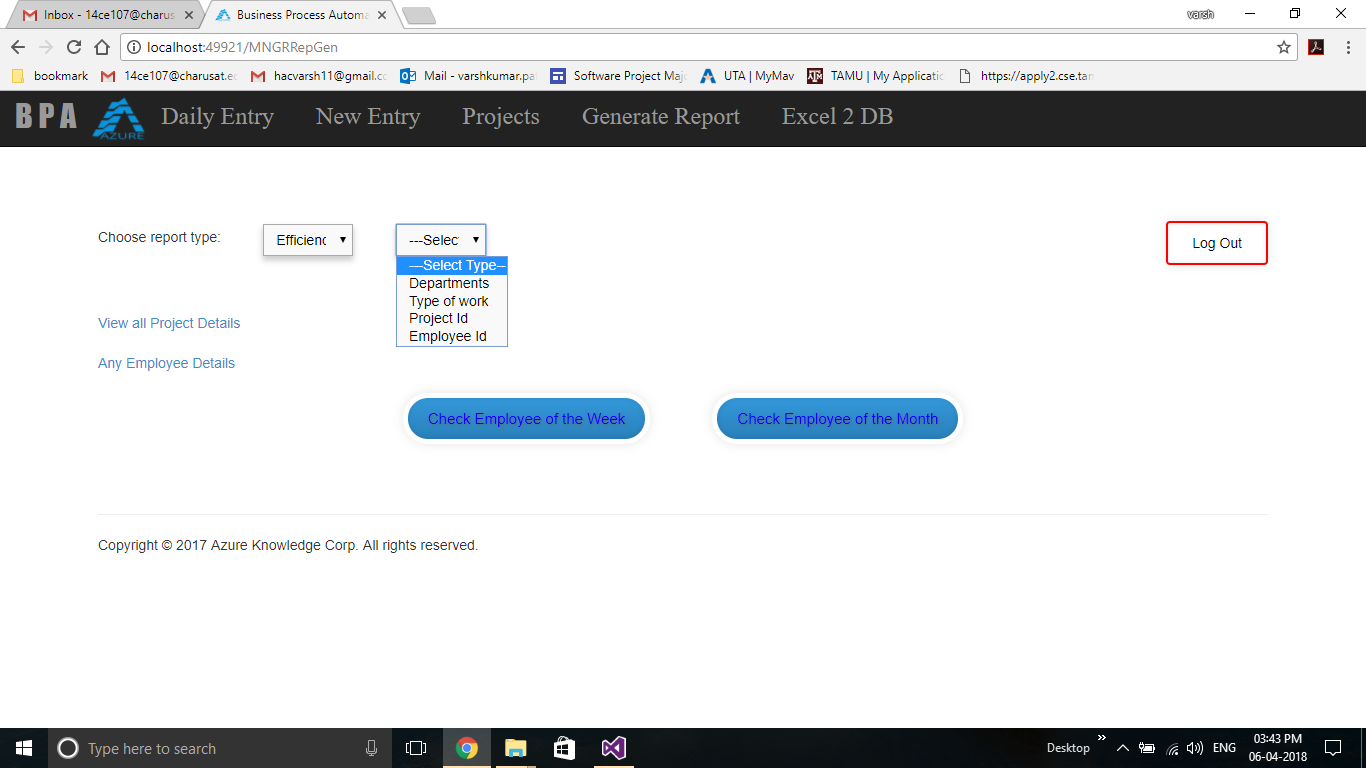 Inbox - 14ce107@charus
Business Process Automa
varsh
localhost:49921/MNGRRepGen
bookmark
14ce107@charusat.e
hacvarsh11@gmail.c
Mail - varshkumar.pa
Software Project Maj
UTA | MyMav
TAMU | My Applicati
https://apply2.cse.tam
BPA
AZURE
Daily Entry
New Entry
Projects
Generate Report
Excel 2 DB
Choose report type:
Efficienc
---Selec
Log Out
---Select Type--
Departments
Type of work
Project Id
Employee Id
View all Project Details
Any Employee Details
Check Employee of the Week
Check Employee of the Month
Copyright © 2017 Azure Knowledge Corp. All rights reserved.
Type here to search
Desktop
ENG
03:43 PM
06-04-2018